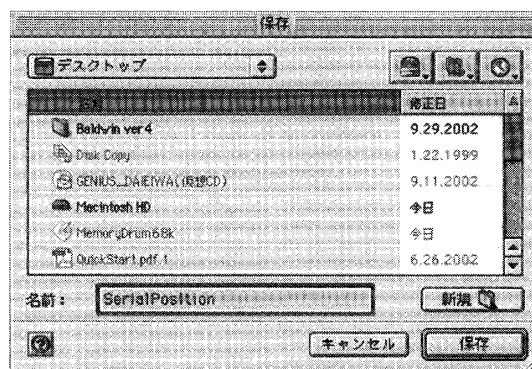 保存
デスクトップ
名前 修正日
Baldwin ver4 9.29.2002
Disk Copy 1.22.1999
GENIUS_DAIEIWA(仮想CD) 9.11.2002
Macintosh HD 今日
MemoryDrum68k 今日
QuickStart.pdf 1 6.26.2002
名前： SerialPosition 新規
キャンセル 保存